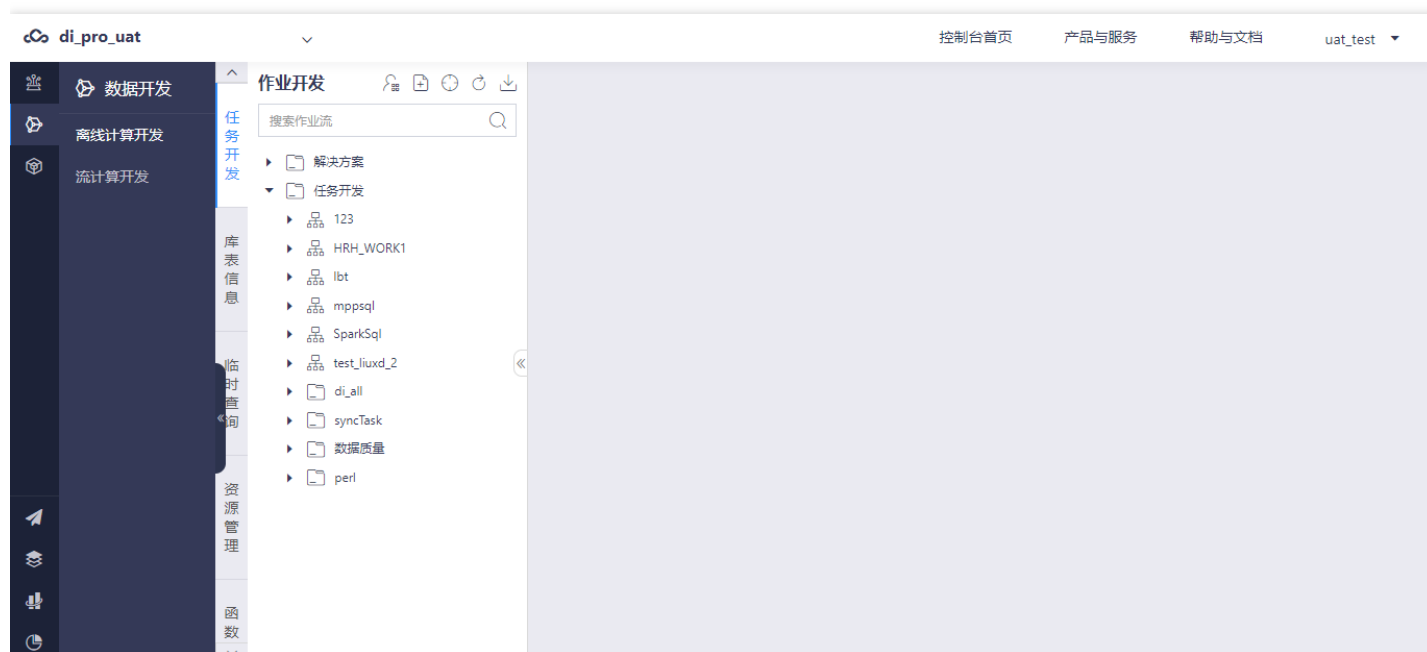 di_pro_uat
控制台首页
产品与服务
帮助与文档
uat_test
数据开发
离线计算开发
流计算开发
任务开发
库表信息
临时查询
资源管理
函数
作业开发
搜索作业流
解决方案
任务开发
123
HRH_WORK1
lbt
mppsql
SparkSql
test_liuxd_2
di_all
syncTask
数据质量
perl